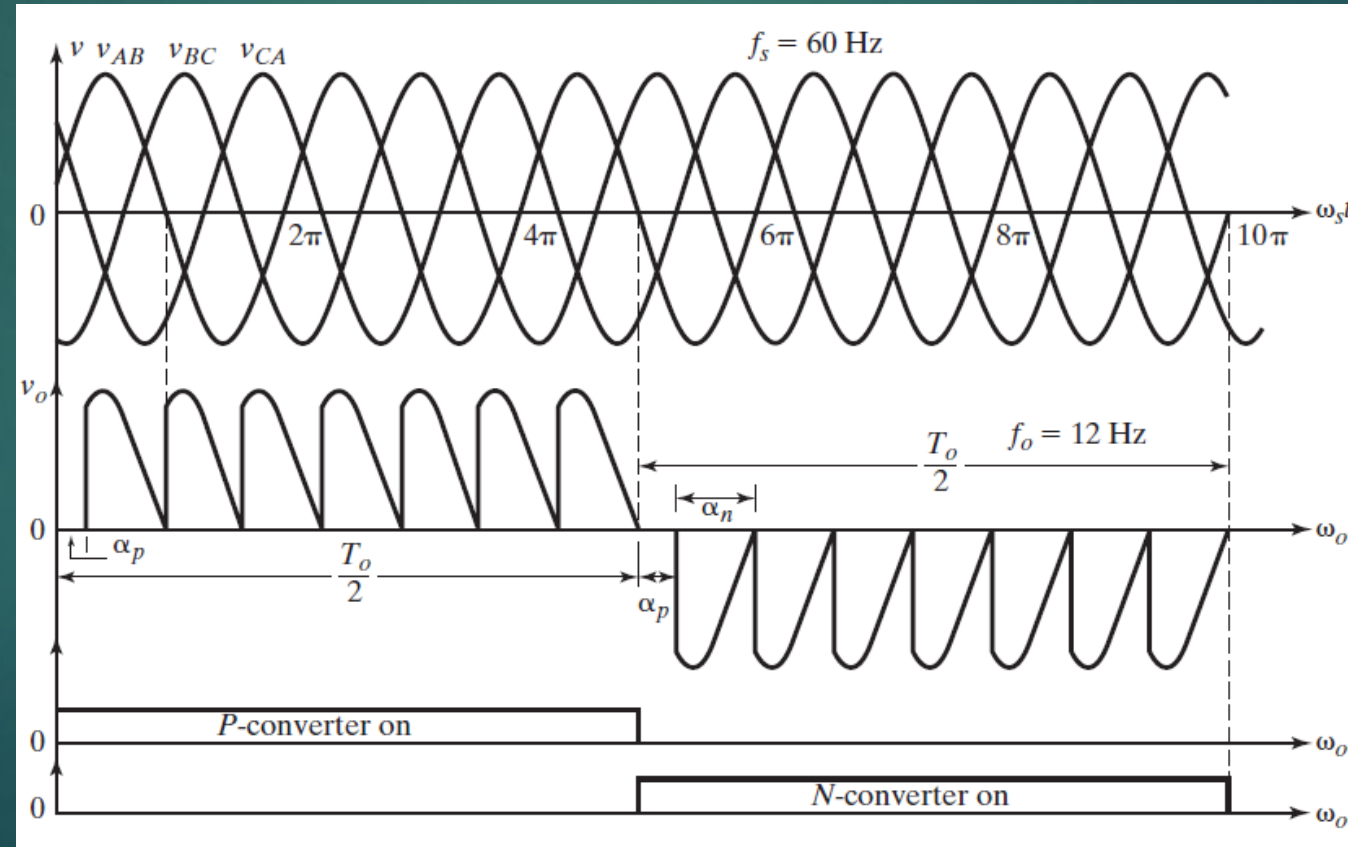 v v_AB v_BC v_CA f_s = 60 Hz
0 ω_s t
2π 4π 6π 8π 10π
v_o
T_o/2 f_o = 12 Hz
α_n
0 ω_o
α_p T_o/2 α_p
P-converter on
0 ω_o
N-converter on
0 ω_o